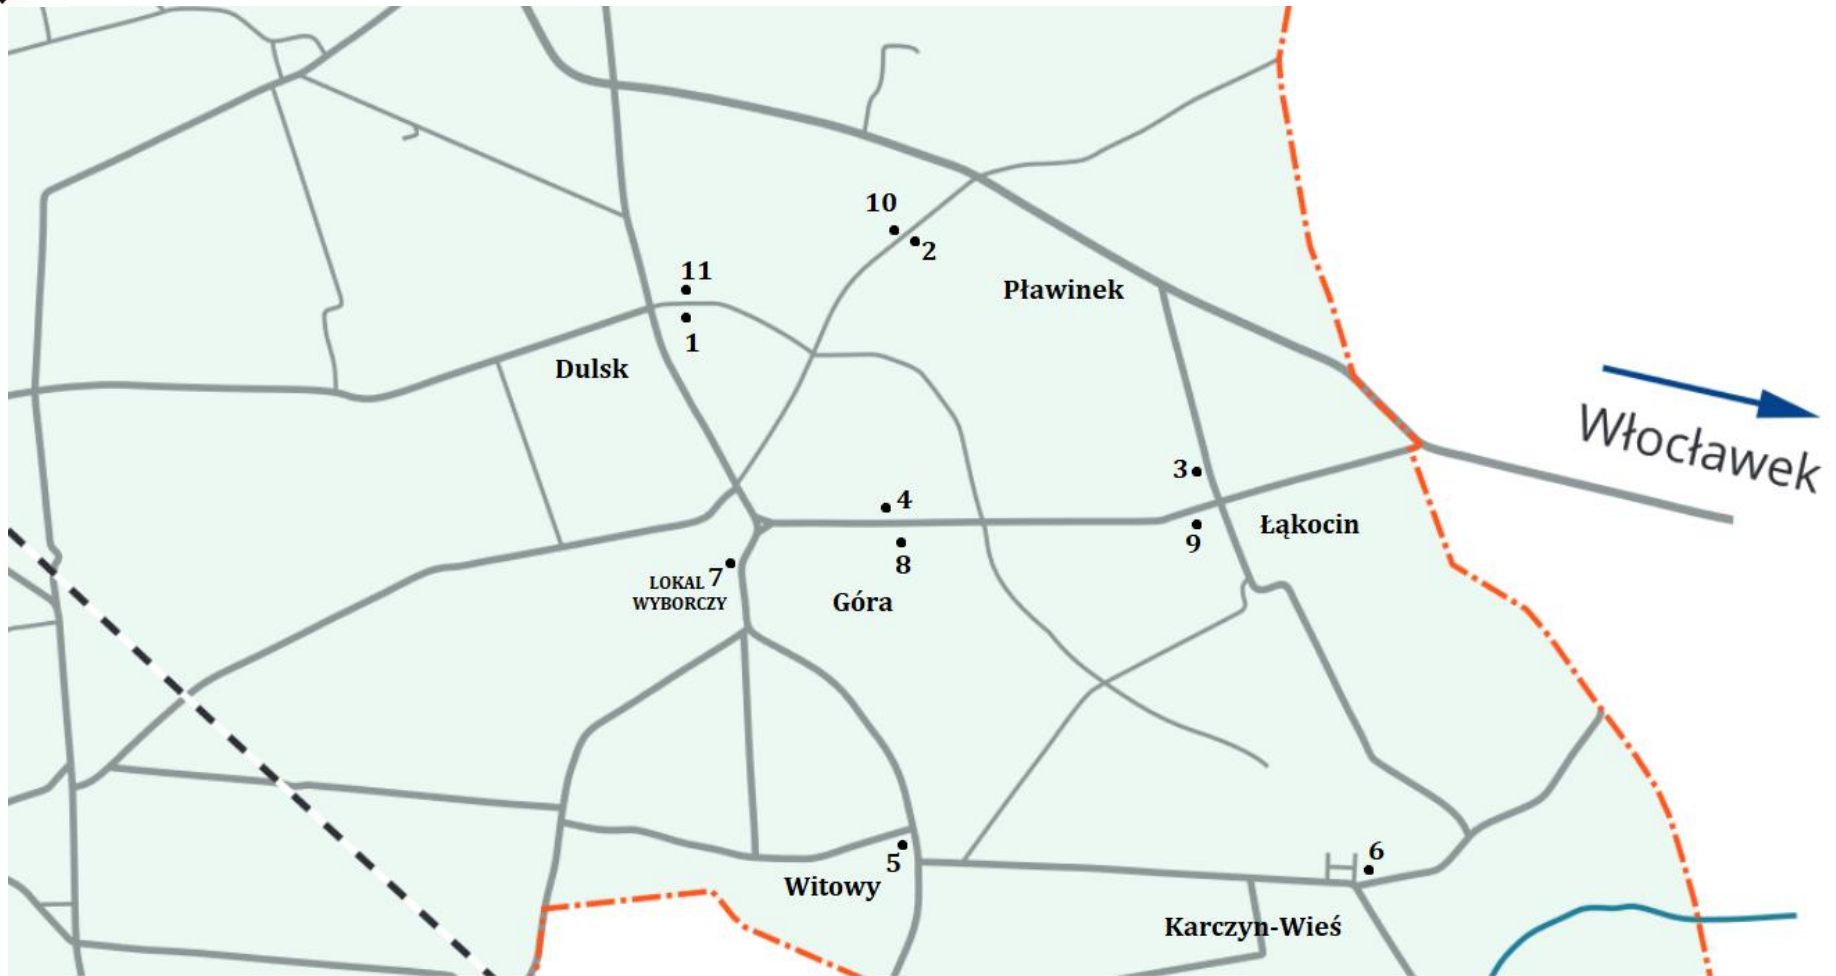 10
2
11
Pławinek
1
Dulsk
Włocławek
3
4
Łąkocin
9
8
7
LOKAL
WYBORCZY
Góra
6
5
Witowy
Karczyn-Wieś